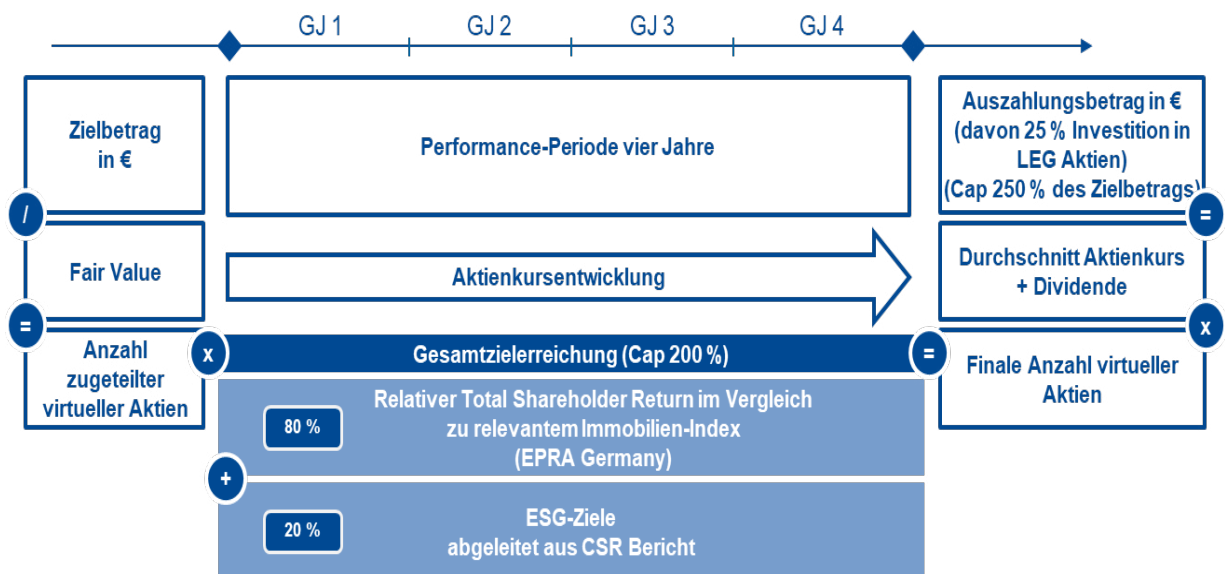 GJ 1
GJ 2
GJ 3
GJ 4
Zielbetrag
in €
/
Fair Value
=
Anzahl
zugeteilter
virtueller Aktien
x
Performance-Periode vier Jahre
Aktienkursentwicklung
Gesamtzielerreichung (Cap 200 %)
80 %
Relativer Total Shareholder Return im Vergleich
zu relevantem Immobilien-Index
(EPRA Germany)
+
20 %
ESG-Ziele
abgeleitet aus CSR Bericht
=
Auszahlungsbetrag in €
(davon 25 % Investition in
LEG Aktien)
(Cap 250 % des Zielbetrags)
=
Durchschnitt Aktienkurs
+ Dividende
x
Finale Anzahl virtueller
Aktien